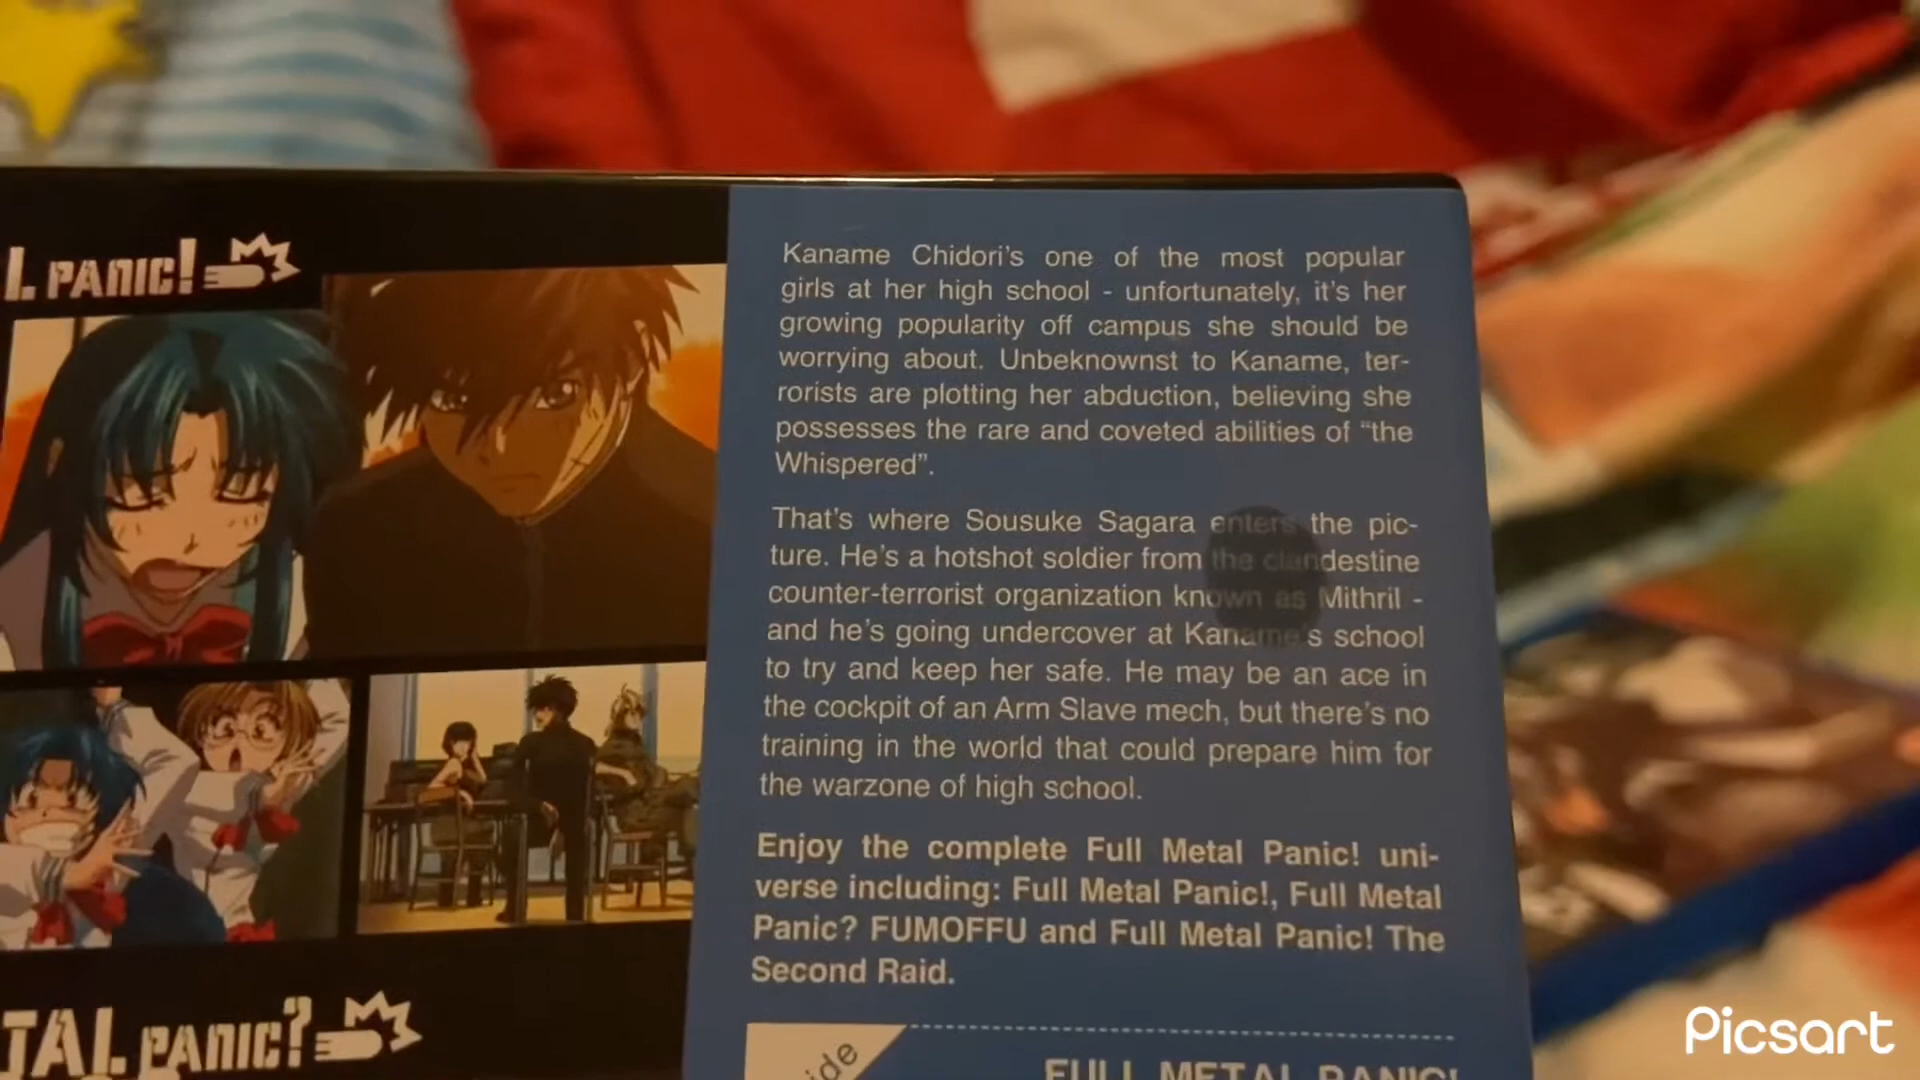 L PANIC!
Kaname Chidori's one of the most popular
girls at her high school - unfortunately, it's her
growing popularity off campus she should be
worrying about. Unbeknownst to Kaname, ter-
rorists are plotting her abduction, believing she
possesses the rare and coveted abilities of “the
Whispered”.
That's where Sousuke Sagara enters the pic-
ture. He's a hotshot soldier from the clandestine
counter-terrorist organization known as Mithril -
and he's going undercover at Kaname's school
to try and keep her safe. He may be an ace in
the cockpit of an Arm Slave mech, but there's no
training in the world that could prepare him for
the warzone of high school.
Enjoy the complete Full Metal Panic! uni-
verse including: Full Metal Panic!, Full Metal
Panic? FUMOFFU and Full Metal Panic! The
Second Raid.
TAL PANIC?
ide
FULL METAL PANIC!
Picsart